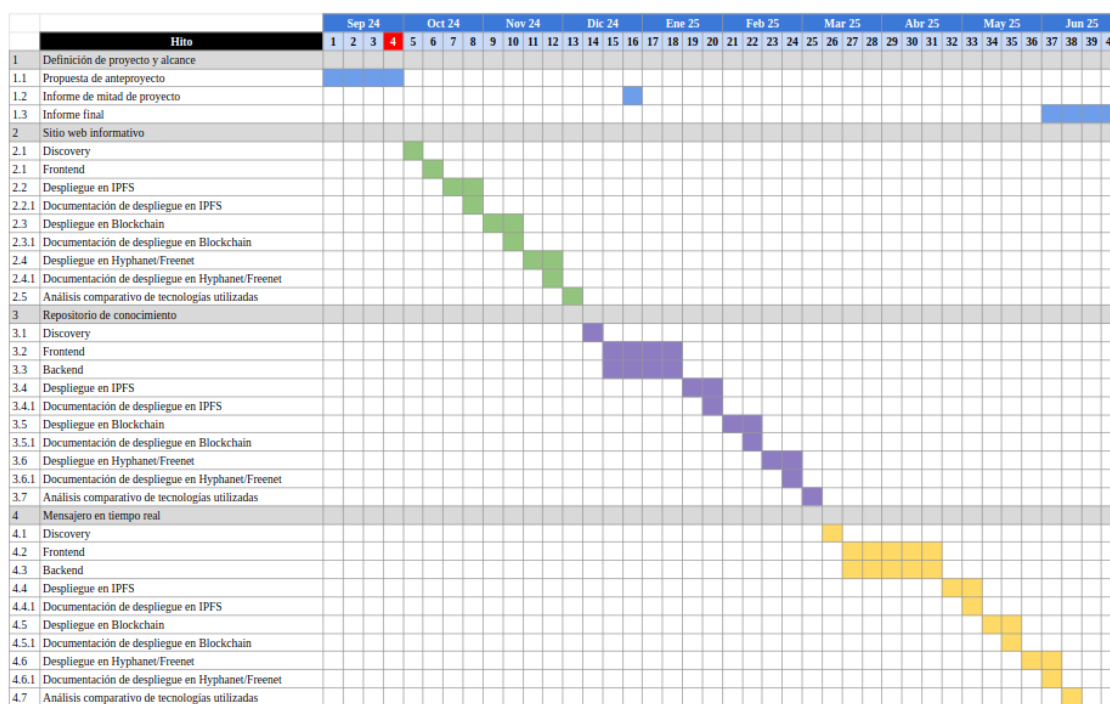 Sep 24 Oct 24 Nov 24 Dic 24 Ene 25 Feb 25 Mar 25 Abr 25 May 25 Jun 25
Hito 1 2 3 4 5 6 7 8 9 10 11 12 13 14 15 16 17 18 19 20 21 22 23 24 25 26 27 28 29 30 31 32 33 34 35 36 37 38 39
1 Definición de proyecto y alcance
1.1 Propuesta de anteproyecto
1.2 Informe de mitad de proyecto
1.3 Informe final
2 Sitio web informativo
2.1 Discovery
2.1 Frontend
2.2 Despliegue en IPFS
2.2.1 Documentación de despliegue en IPFS
2.3 Despliegue en Blockchain
2.3.1 Documentación de despliegue en Blockchain
2.4 Despliegue en Hyphanet/Freenet
2.4.1 Documentación de despliegue en Hyphanet/Freenet
2.5 Análisis comparativo de tecnologías utilizadas
3 Repositorio de conocimiento
3.1 Discovery
3.2 Frontend
3.3 Backend
3.4 Despliegue en IPFS
3.4.1 Documentación de despliegue en IPFS
3.5 Despliegue en Blockchain
3.5.1 Documentación de despliegue en Blockchain
3.6 Despliegue en Hyphanet/Freenet
3.6.1 Documentación de despliegue en Hyphanet/Freenet
3.7 Análisis comparativo de tecnologías utilizadas
4 Mensajero en tiempo real
4.1 Discovery
4.2 Frontend
4.3 Backend
4.4 Despliegue en IPFS
4.4.1 Documentación de despliegue en IPFS
4.5 Despliegue en Blockchain
4.5.1 Documentación de despliegue en Blockchain
4.6 Despliegue en Hyphanet/Freenet
4.6.1 Documentación de despliegue en Hyphanet/Freenet
4.7 Análisis comparativo de tecnologías utilizadas